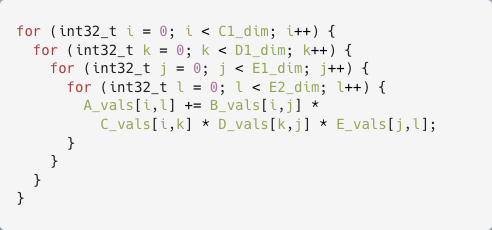 for (int32_t i = 0; i < C1_dim; i++) {
  for (int32_t k = 0; k < D1_dim; k++) {
    for (int32_t j = 0; j < E1_dim; j++) {
      for (int32_t l = 0; l < E2_dim; l++) {
        A_vals[i,l] += B_vals[i,j] *
          C_vals[i,k] * D_vals[k,j] * E_vals[j,l];
      }
    }
  }
}